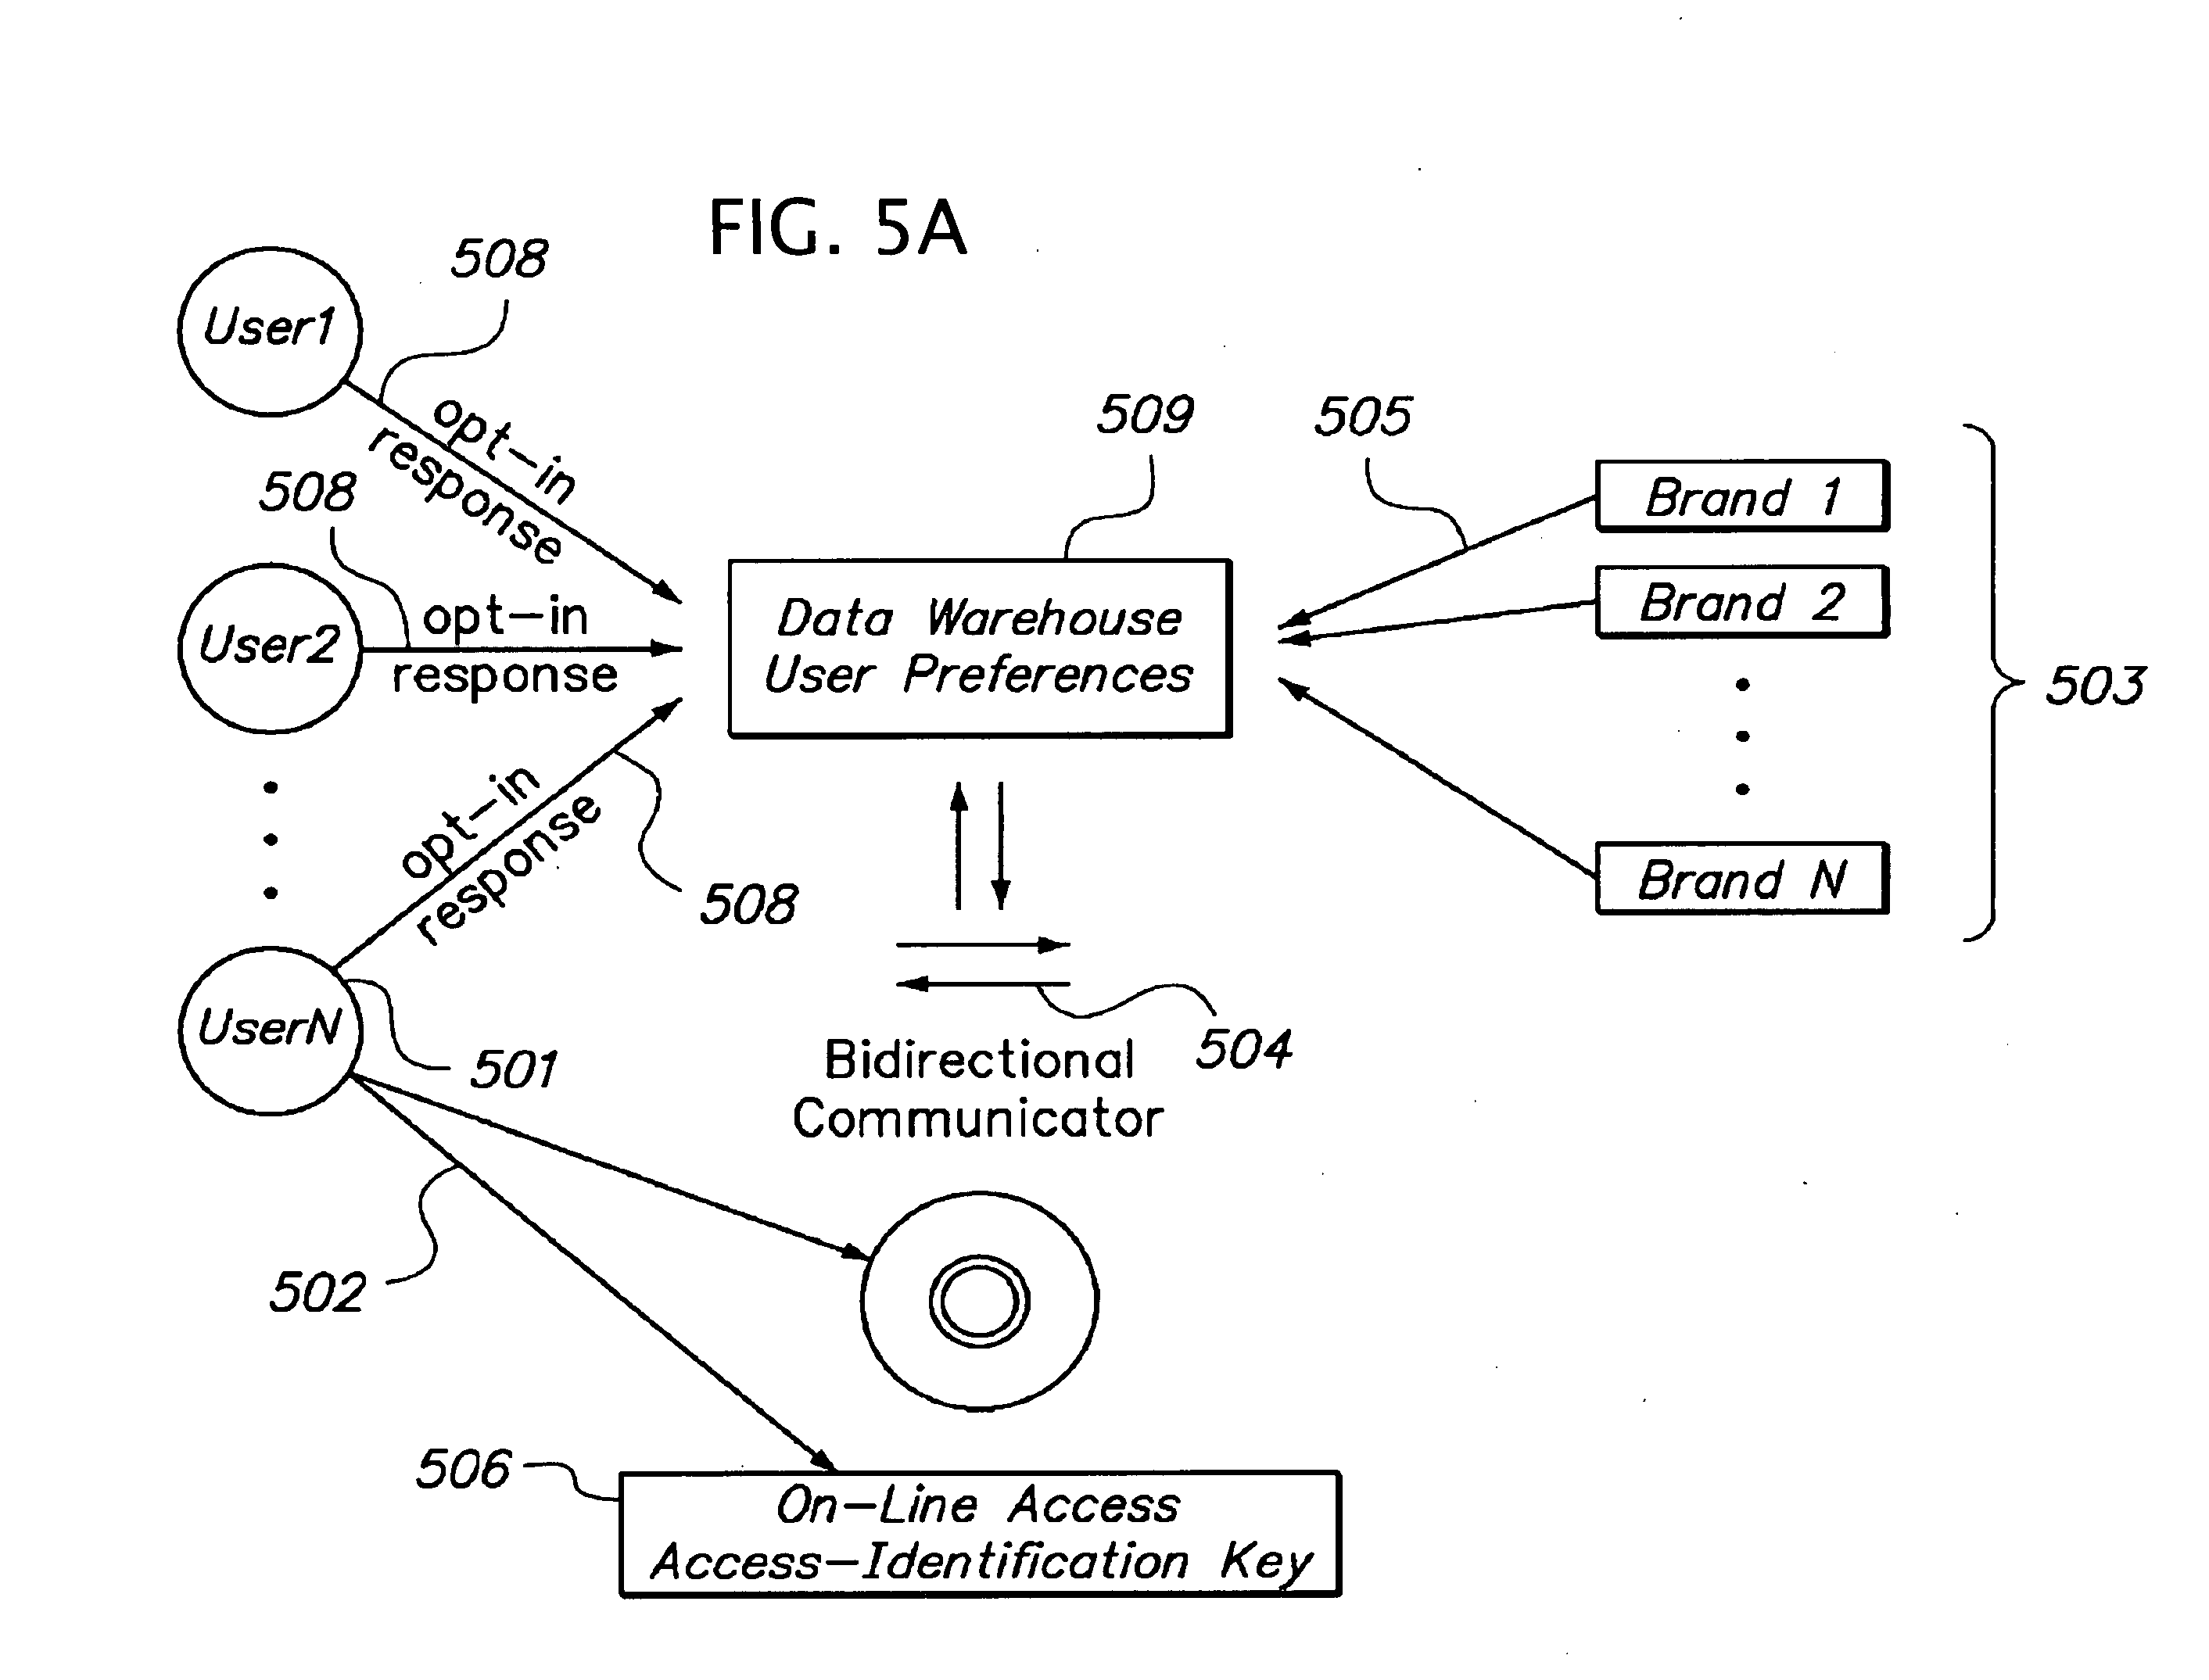 FIG. 5A
508
User1
opt-in
response
509
505
Brand 1
508
Brand 2
Data Warehouse
User Preferences
User2
opt-in
response
503
opt-in
response
508
Brand N
UserN
501
504
Bidirectional
Communicator
502
506
On-Line Access
Access-Identification Key